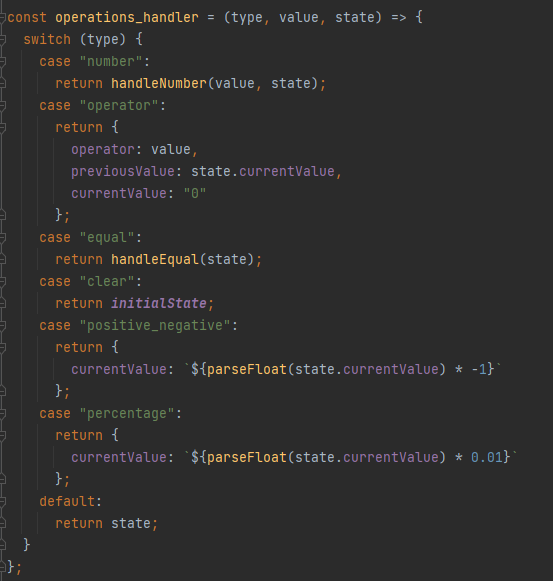 const operations_handler = (type, value, state) => {
  switch (type) {
    case "number":
      return handleNumber(value, state);
    case "operator":
      return {
        operator: value,
        previousValue: state.currentValue,
        currentValue: "0"
      };
    case "equal":
      return handleEqual(state);
    case "clear":
      return initialState;
    case "positive_negative":
      return {
        currentValue: `${parseFloat(state.currentValue) * -1}`
      };
    case "percentage":
      return {
        currentValue: `${parseFloat(state.currentValue) * 0.01}`
      };
    default:
      return state;
  }
};